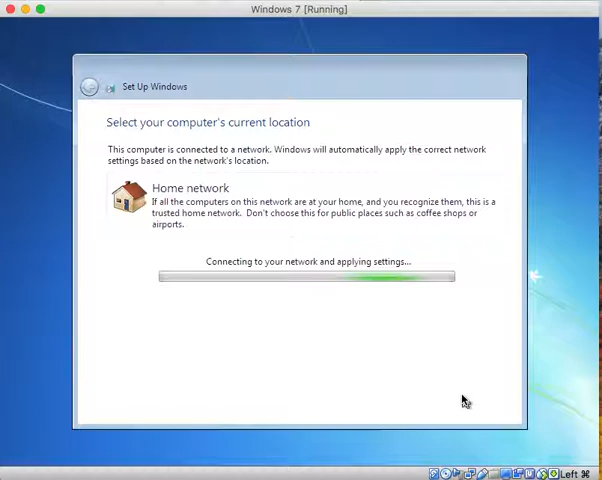 Windows 7 [Running]
Set Up Windows
Select your computer's current location
This computer is connected to a network. Windows will automatically apply the correct network
settings based on the network's location.
Home network
If all the computers on this network are at your home, and you recognize them, this is a
trusted home network.  Don't choose this for public places such as coffee shops or
airports.
Connecting to your network and applying settings...
Left ⌘